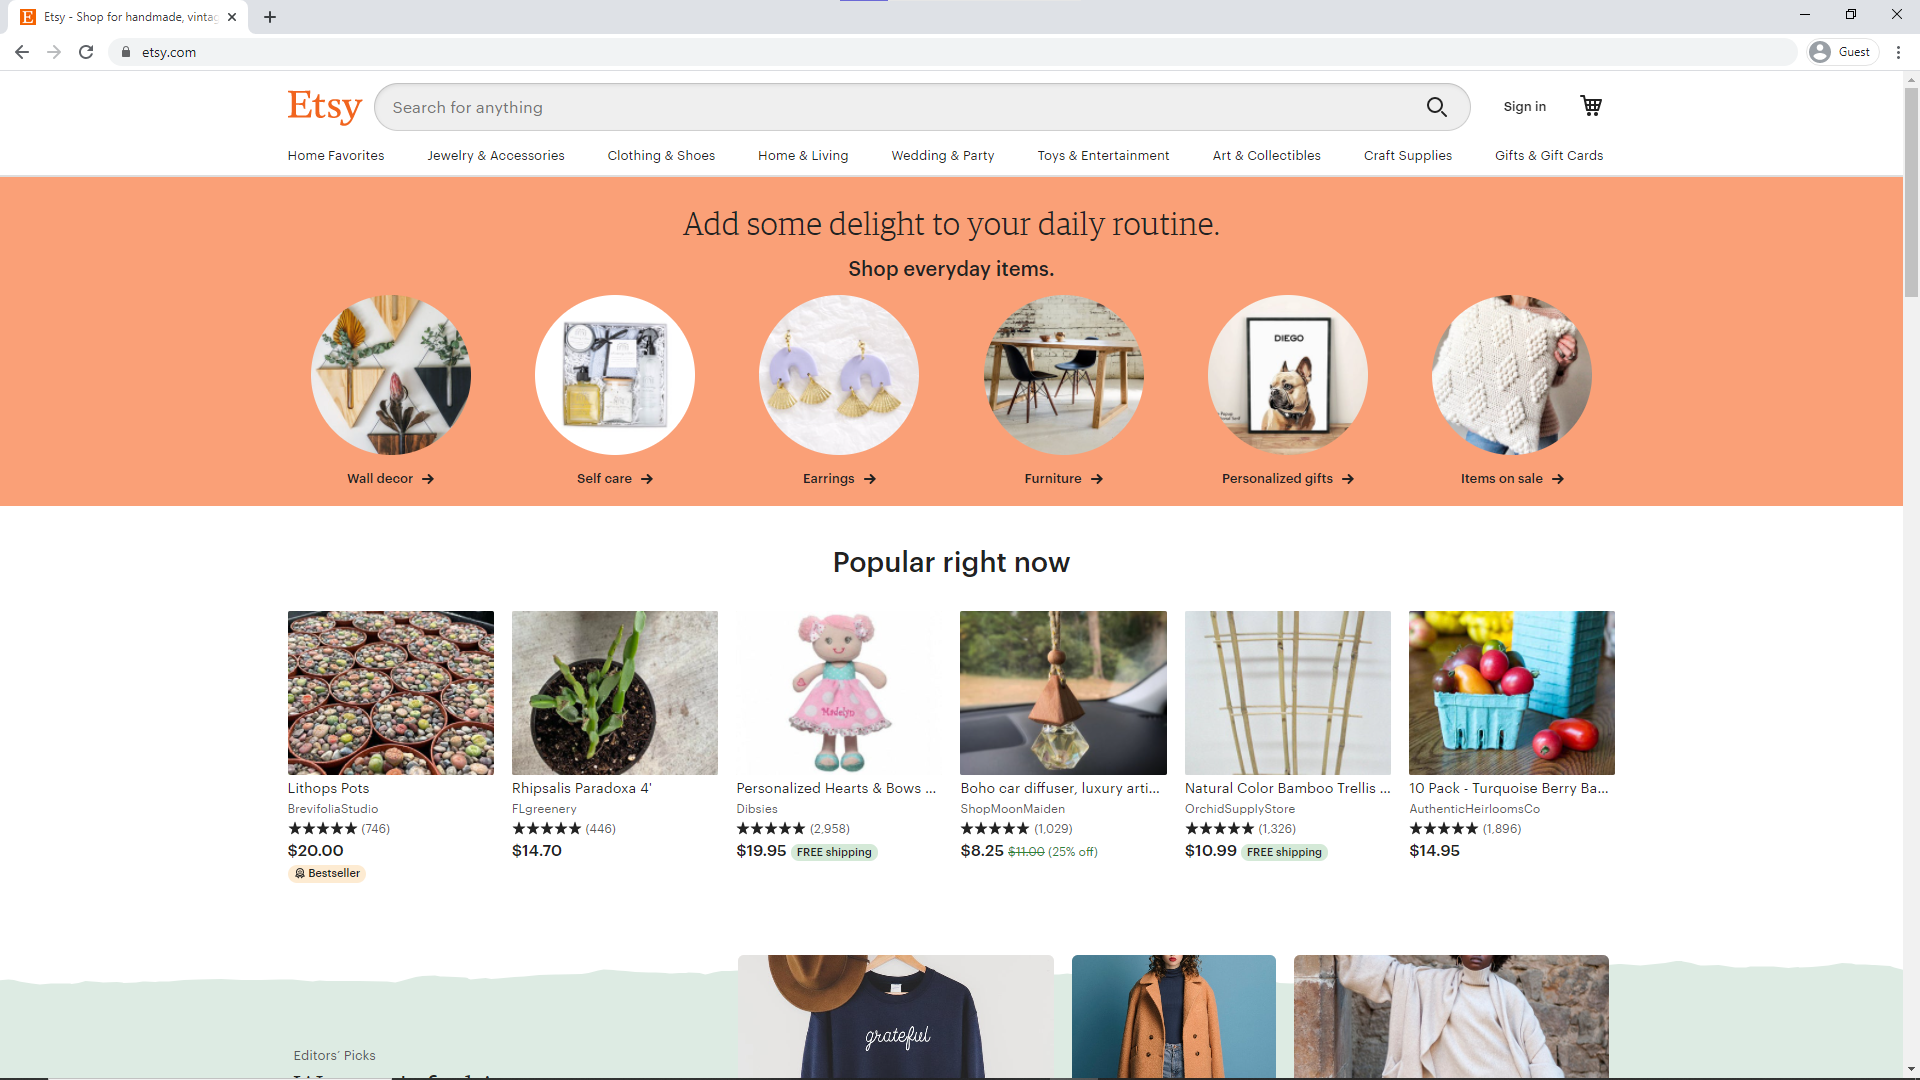 Etsy - Shop for handmade, vintag
etsy.com
Guest
Etsy
Search for anything
Sign in
Home Favorites
Jewelry & Accessories
Clothing & Shoes
Home & Living
Wedding & Party
Toys & Entertainment
Art & Collectibles
Craft Supplies
Gifts & Gift Cards
Add some delight to your daily routine.
Shop everyday items.
DIEGO
Wall decor
Self care
Earrings
Furniture
Personalized gifts
Items on sale
Popular right now
Madelyn
Lithops Pots
BrevifoliaStudio
(746)
$20.00
Bestseller
Rhipsalis Paradoxa 4'
FLgreenery
(446)
$14.70
Personalized Hearts & Bows ...
Dibsies
(2,958)
$19.95 FREE shipping
Boho car diffuser, luxury arti...
ShopMoonMaiden
(1,029)
$8.25 $11.00 (25% off)
Natural Color Bamboo Trellis ...
OrchidSupplyStore
(1,326)
$10.99 FREE shipping
10 Pack - Turquoise Berry Ba...
AuthenticHeirloomsCo
(1,896)
$14.95
grateful
Editors' Picks